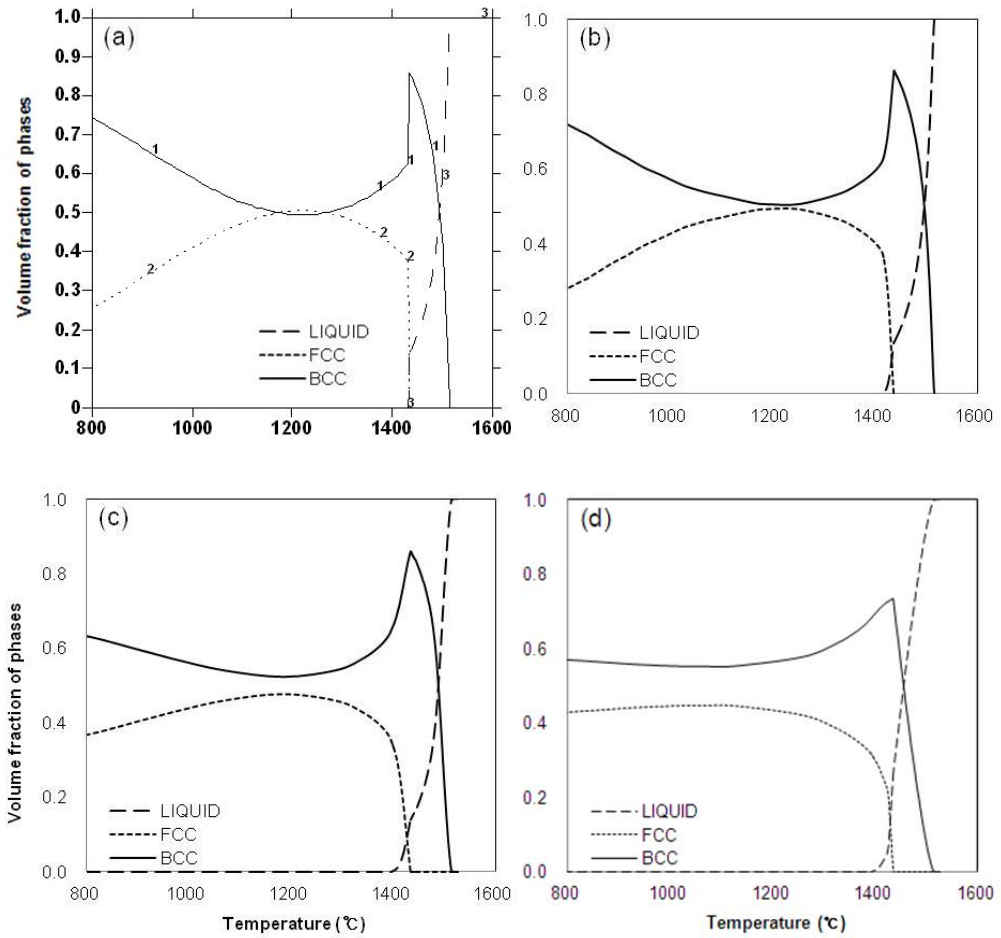 (a)
Volume fraction of phases
1.0
0.9
0.8
0.7
0.6
0.5
0.4
0.3
0.2
0.1
0
3
1
1
1
1
3
2
2
2
3
LIQUID
FCC
BCC
800 1000 1200 1400 1600
(b)
1.0
0.8
0.6
0.4
0.2
0.0
LIQUID
FCC
BCC
800 1000 1200 1400 1600
(c)
Volume fraction of phases
1.0
0.8
0.6
0.4
0.2
0.0
LIQUID
FCC
BCC
800 1000 1200 1400 1600
Temperature (℃)
(d)
1.0
0.8
0.6
0.4
0.2
0.0
LIQUID
FCC
BCC
800 1000 1200 1400 1600
Temperature (℃)